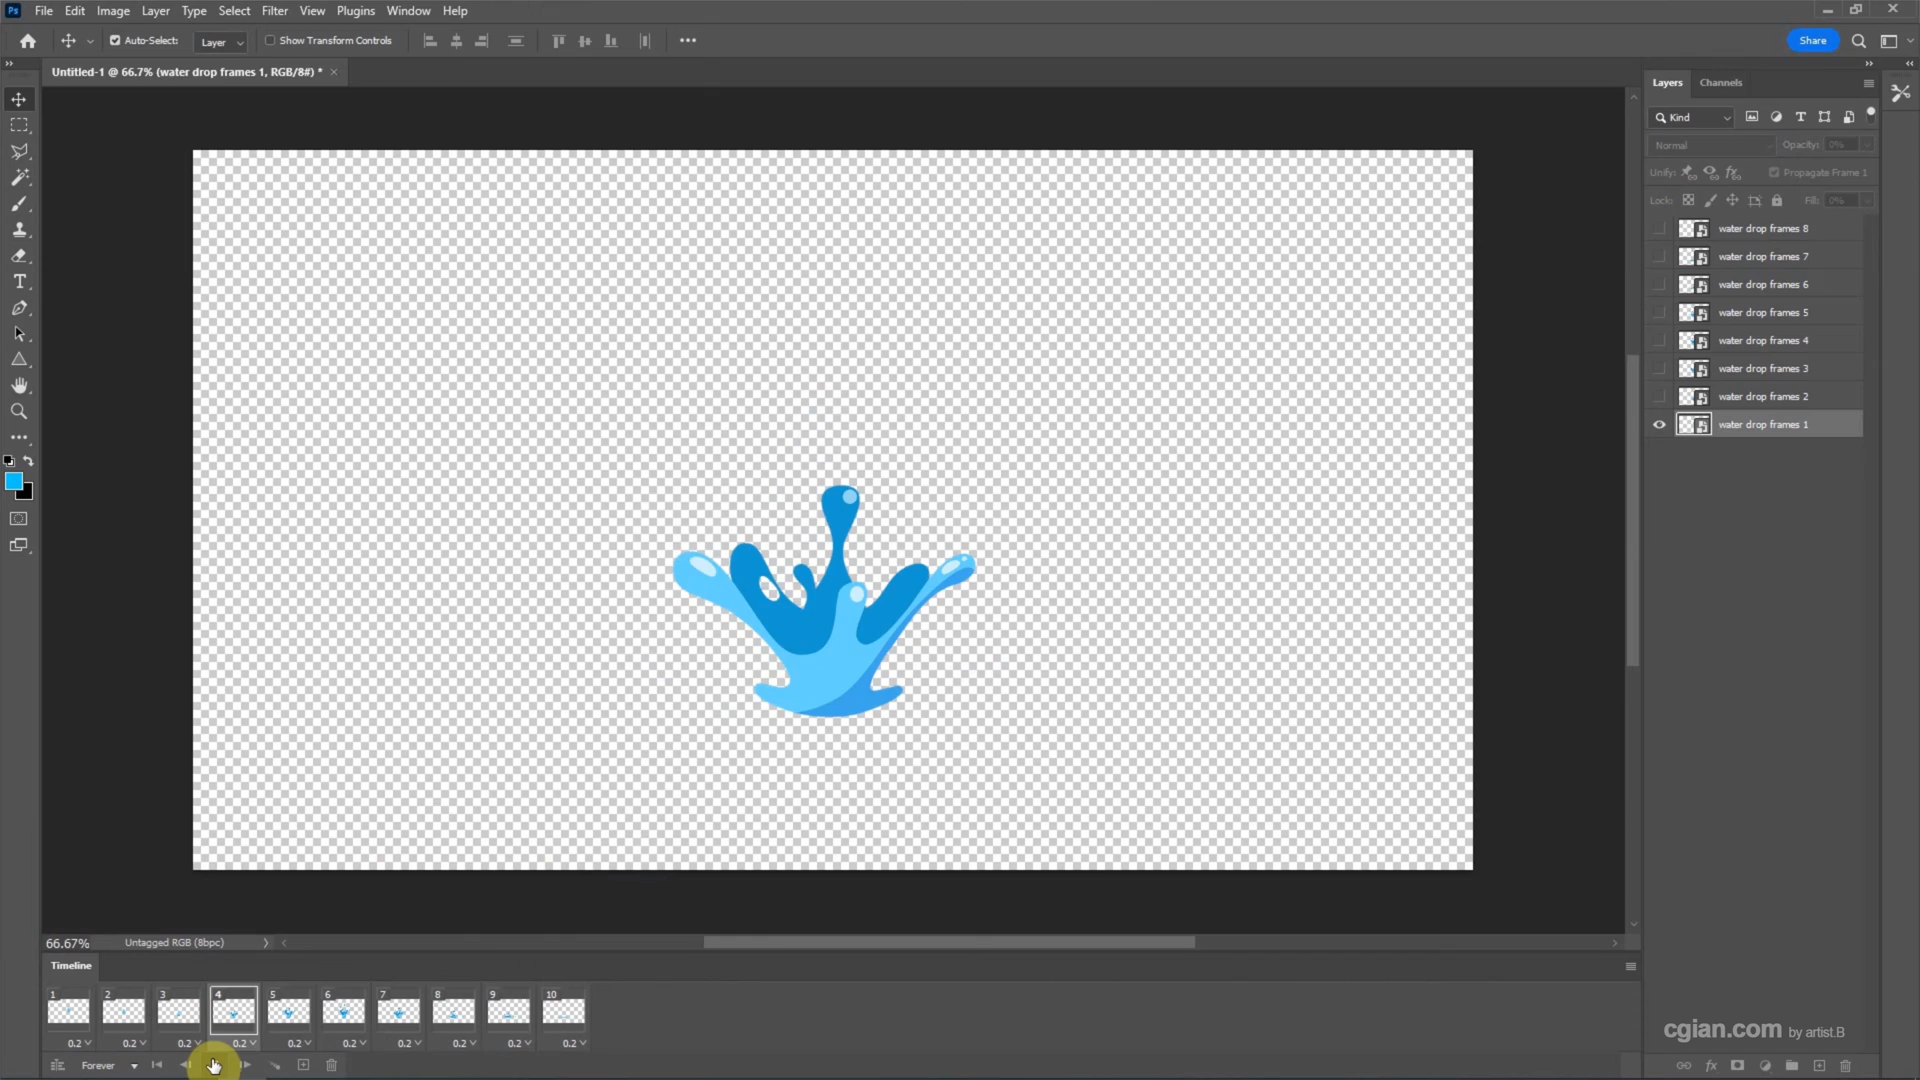 Ps File Edit Image Layer Type Select Filter View Plugins Window Help
Auto-Select: Layer Show Transform Controls Share
Untitled-1 @ 66.7% (water drop frames 1, RGB/8#) * ×
Layers Channels
Kind
Normal Opacity: 0%
Unify: Propagate Frame 1
Lock: Fill: 0%
water drop frames 8
water drop frames 7
water drop frames 6
water drop frames 5
water drop frames 4
water drop frames 3
water drop frames 2
water drop frames 1
66.67% Untagged RGB (8bpc)
Timeline
1 2 3 4 5 6 7 8 9 10
0.2 0.2 0.2 0.2 0.2 0.2 0.2 0.2 0.2 0.2
Forever
cgian.com by artist.B
fx